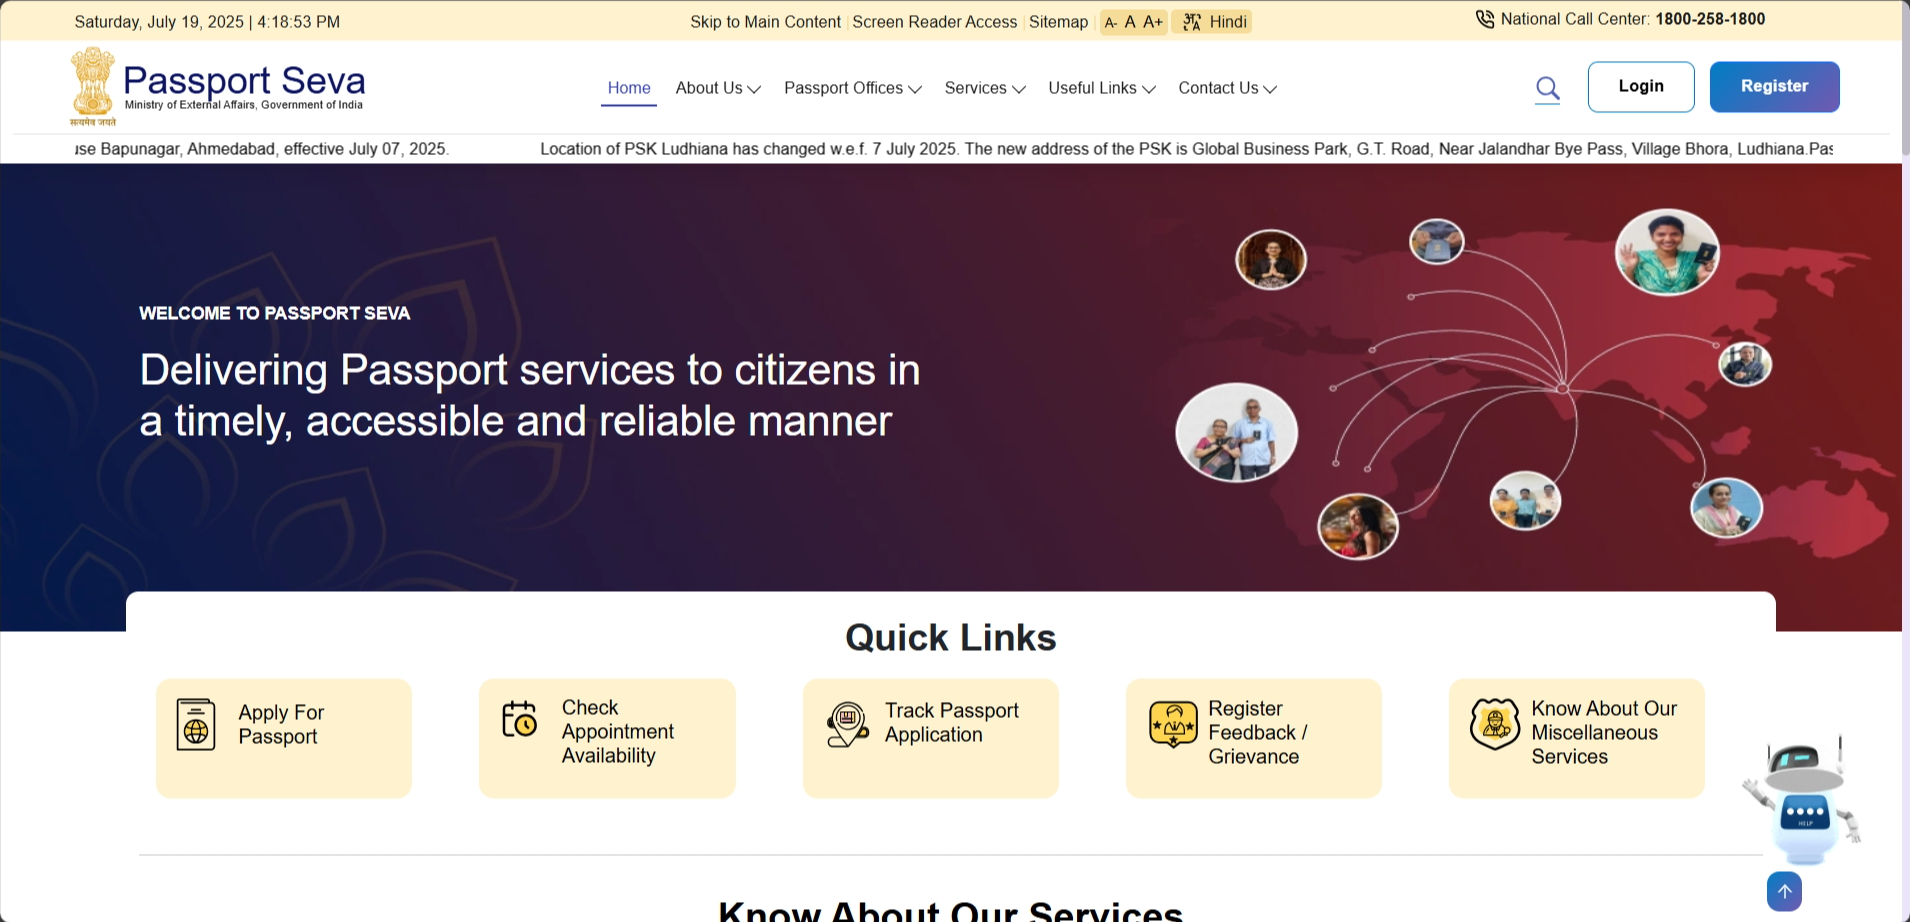 Saturday, July 19, 2025 | 4:18:53 PM
Skip to Main Content
Screen Reader Access
Sitemap
A- A A+
अ A Hindi
National Call Center: 1800-258-1800
सत्यमेव जयते
Passport Seva
Ministry of External Affairs, Government of India
Home
About Us
Passport Offices
Services
Useful Links
Contact Us
Login
Register
use Bapunagar, Ahmedabad, effective July 07, 2025.
Location of PSK Ludhiana has changed w.e.f. 7 July 2025. The new address of the PSK is Global Business Park, G.T. Road, Near Jalandhar Bye Pass, Village Bhora, Ludhiana.Pas
WELCOME TO PASSPORT SEVA
Delivering Passport services to citizens in
a timely, accessible and reliable manner
Quick Links
Apply For
Passport
Check
Appointment
Availability
Track Passport
Application
Register
Feedback /
Grievance
Know About Our
Miscellaneous
Services
HELP
Know About Our Services